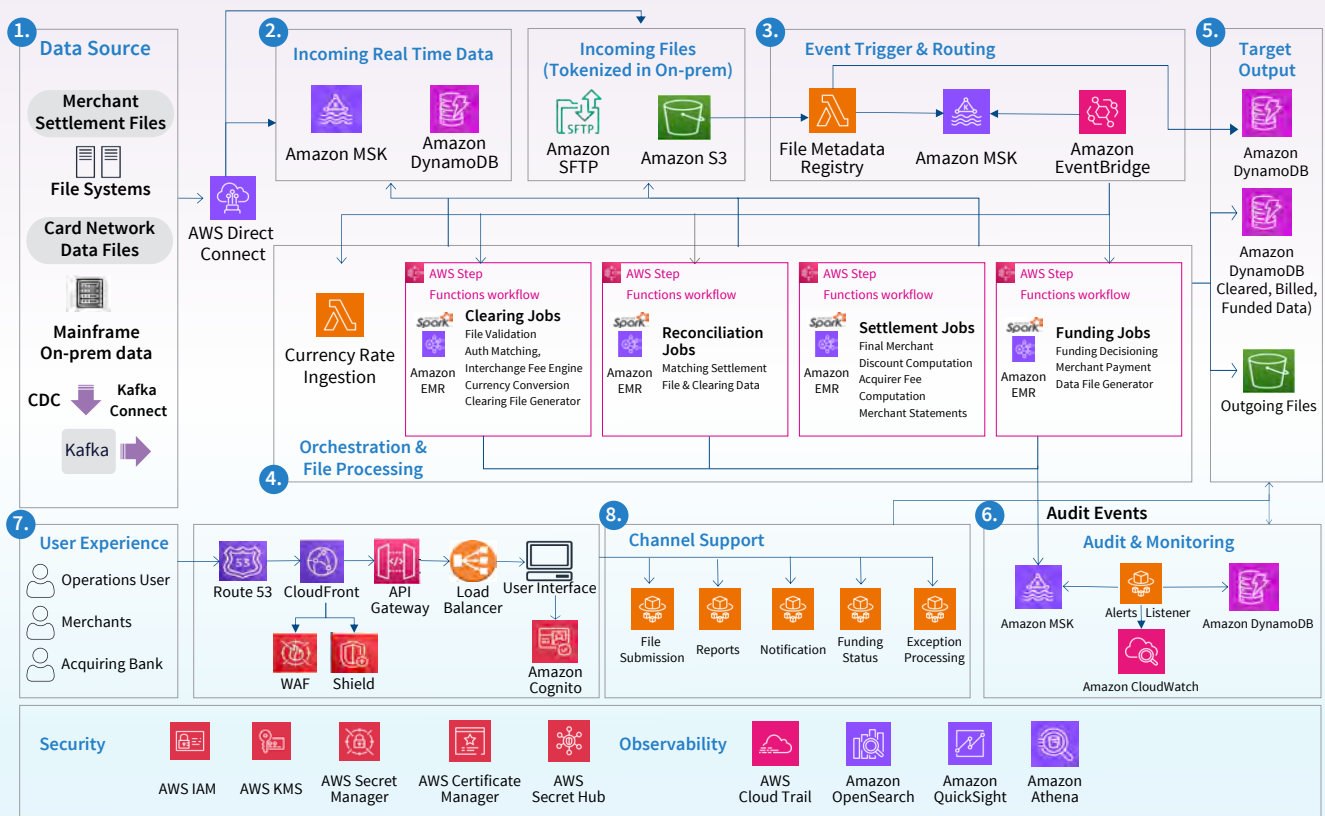 1.
Data Source
Merchant
Settlement Files
File Systems
Card Network
Data Files
Mainframe
On-prem data
CDC
Kafka
Connect
Kafka
AWS Direct
Connect
2.
Incoming Real Time Data
Amazon MSK
Amazon
DynamoDB
Incoming Files
(Tokenized in On-prem)
SFTP
Amazon
SFTP
Amazon S3
3.
Event Trigger & Routing
File Metadata
Registry
Amazon MSK
Amazon
EventBridge
5.
Target
Output
Amazon
DynamoDB
Amazon
DynamoDB
Cleared, Billed,
Funded Data)
Outgoing Files
4.
Orchestration &
File Processing
Currency Rate
Ingestion
AWS Step
Functions workflow
Spark
Amazon
EMR
Clearing Jobs
File Validation
Auth Matching,
Interchange Fee Engine
Currency Conversion
Clearing File Generator
AWS Step
Functions workflow
Spark
Amazon
EMR
Reconciliation
Jobs
Matching Settlement
File & Clearing Data
AWS Step
Functions workflow
Spark
Amazon
EMR
Settlement Jobs
Final Merchant
Discount Computation
Acquirer Fee
Computation
Merchant Statements
AWS Step
Functions workflow
Spark
Amazon
EMR
Funding Jobs
Funding Decisioning
Merchant Payment
Data File Generator
7.
User Experience
Operations User
Merchants
Acquiring Bank
53
Route 53
CloudFront
API
Gateway
Load
Balancer
User Interface
WAF
Shield
Amazon
Cognito
8.
Channel Support
File
Submission
Reports
Notification
Funding
Status
Exception
Processing
Audit Events
6.
Audit & Monitoring
Amazon MSK
Alerts Listener
Amazon DynamoDB
Amazon CloudWatch
Security
AWS IAM
AWS KMS
AWS Secret
Manager
AWS Certificate
Manager
AWS
Secret Hub
Observability
AWS
Cloud Trail
Amazon
OpenSearch
Amazon
QuickSight
Amazon
Athena